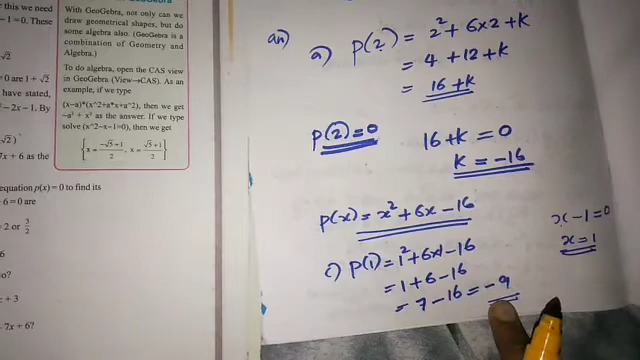 this we need
– 1 = 0. These
√2
= 0 are 1 + √2
have stated,
² – 2x – 1. By
√2)
7x + 6 as the
equation p(x) = 0 to find its
– 6 = 0 are
= 2 or 3/2
6
o?
x + 3
– 7x + 6?
With GeoGebra, not only can we
draw geometrical shapes, but do
some algebra also. (GeoGebra is a
combination of Geometry and
Algebra.)
To do algebra, open the CAS view
in GeoGebra (View→CAS). As an
example, if we type
(x–a)*(x^2+a*x+a^2), then we get
–a³ + x³ as the answer. If we type
solve (x^2–x–1=0), then we get
{x = (–√5+1)/2, x = (√5+1)/2}
an)
a) P(2) = 2² + 6×2 + k
= 4 + 12 + k
= 16 + k
P(2) = 0 16 + k = 0
k = -16
P(x) = x² + 6x - 16
x - 1 = 0
x = 1
c) P(1) = 1² + 6×1 - 16
= 1 + 6 - 16
= 7 - 16 = -9